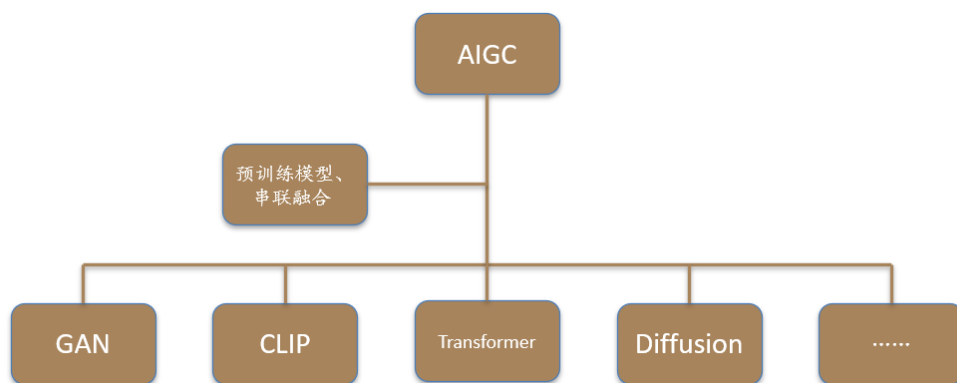 AIGC
预训练模型、
串联融合
GAN
CLIP
Transformer
Diffusion
……